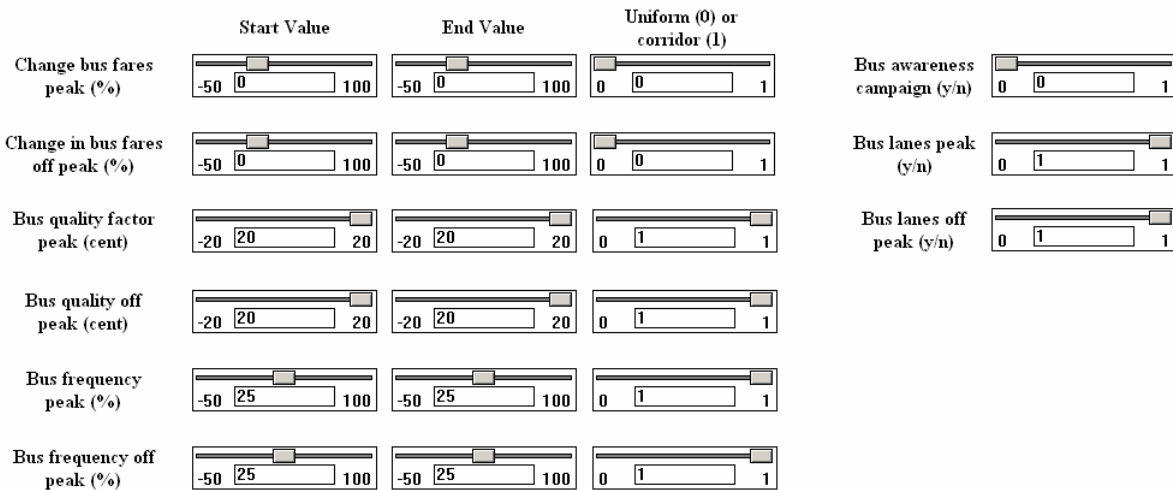 Start Value
End Value
Uniform (0) or
corridor (1)
Change bus fares
peak (%)
-50 0 100
-50 0 100
0 0 1
Bus awareness
campaign (y/n)
0 0 1
Change in bus fares
off peak (%)
-50 0 100
-50 0 100
0 0 1
Bus lanes peak
(y/n)
0 1 1
Bus quality factor
peak (cent)
-20 20 20
-20 20 20
0 1 1
Bus lanes off
peak (y/n)
0 1 1
Bus quality off
peak (cent)
-20 20 20
-20 20 20
0 1 1
Bus frequency
peak (%)
-50 25 100
-50 25 100
0 1 1
Bus frequency off
peak (%)
-50 25 100
-50 25 100
0 1 1